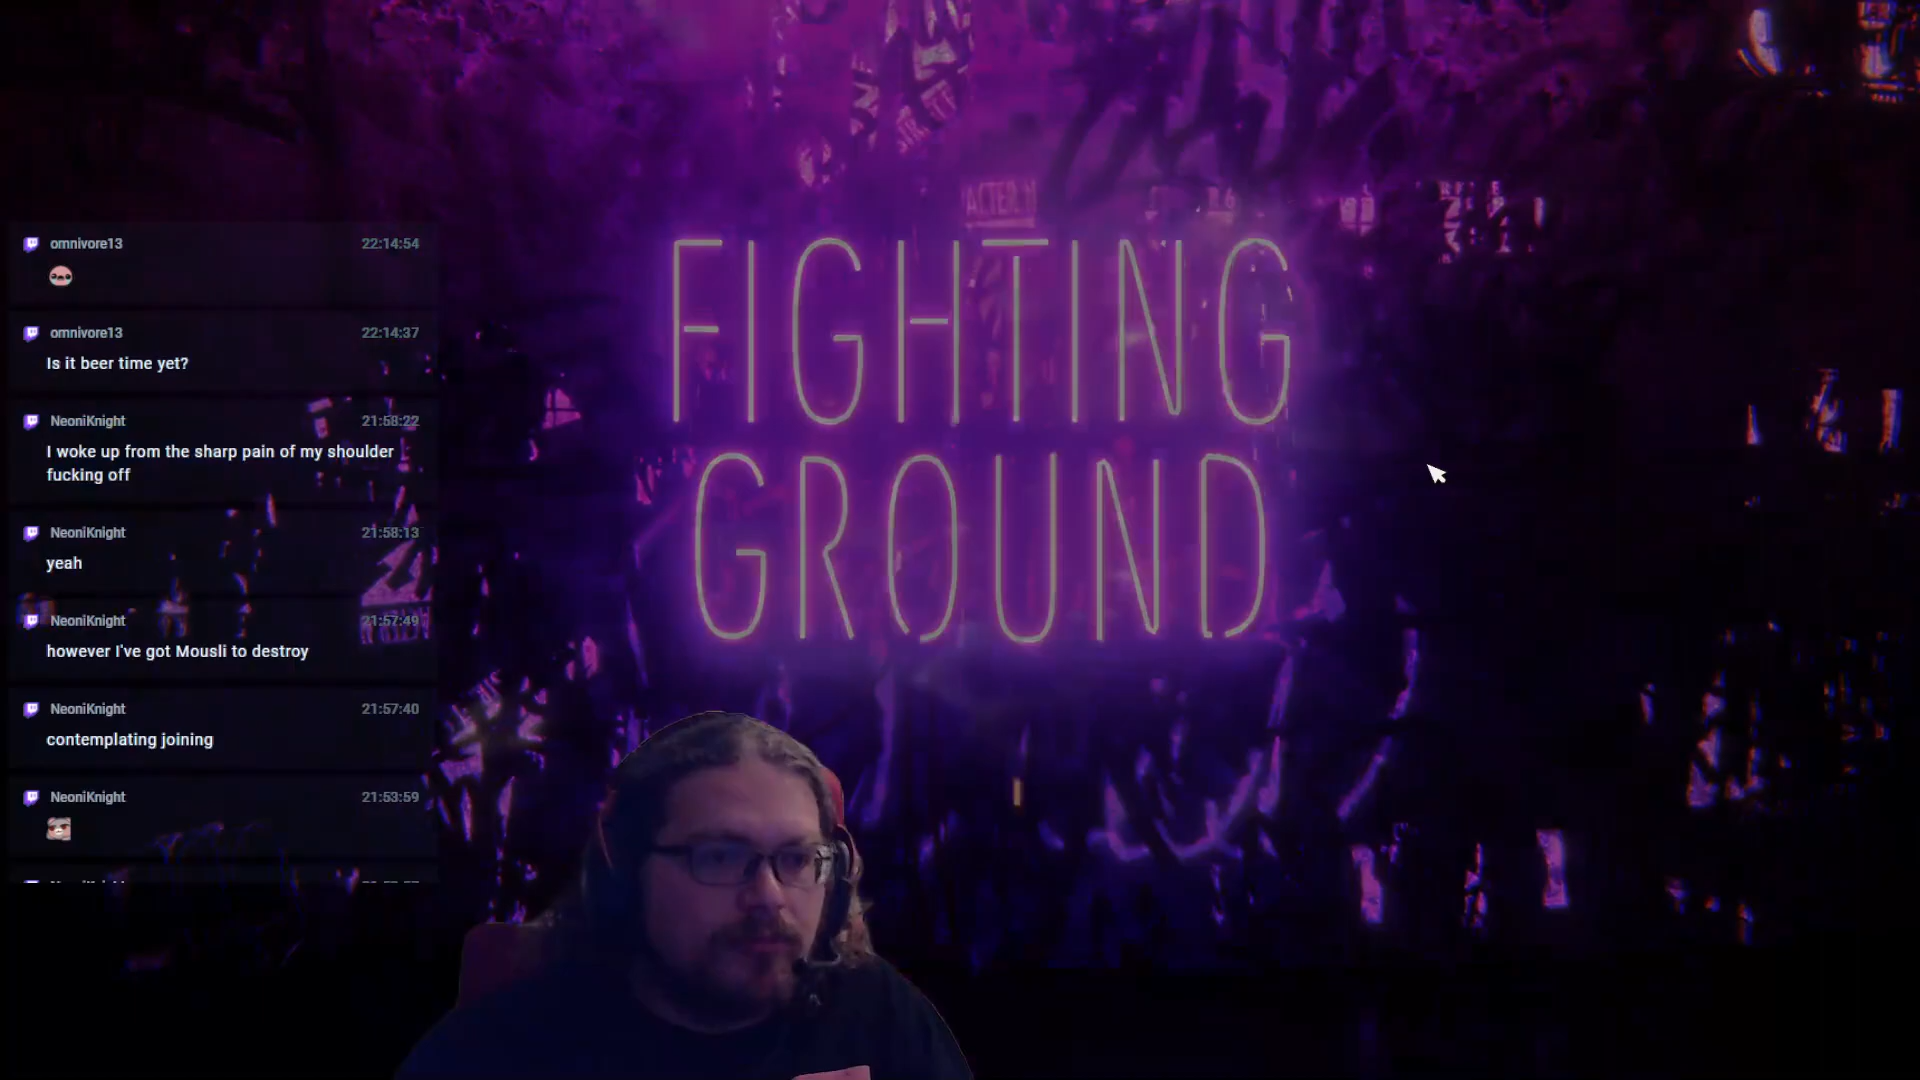 FIGHTING
GROUND
omnivore13 22:14:54
omnivore13 22:14:37
Is it beer time yet?
NeoniKnight 21:58:22
I woke up from the sharp pain of my shoulder
fucking off
NeoniKnight 21:58:13
yeah
NeoniKnight 21:57:49
however I've got Mousli to destroy
NeoniKnight 21:57:40
contemplating joining
NeoniKnight 21:53:59